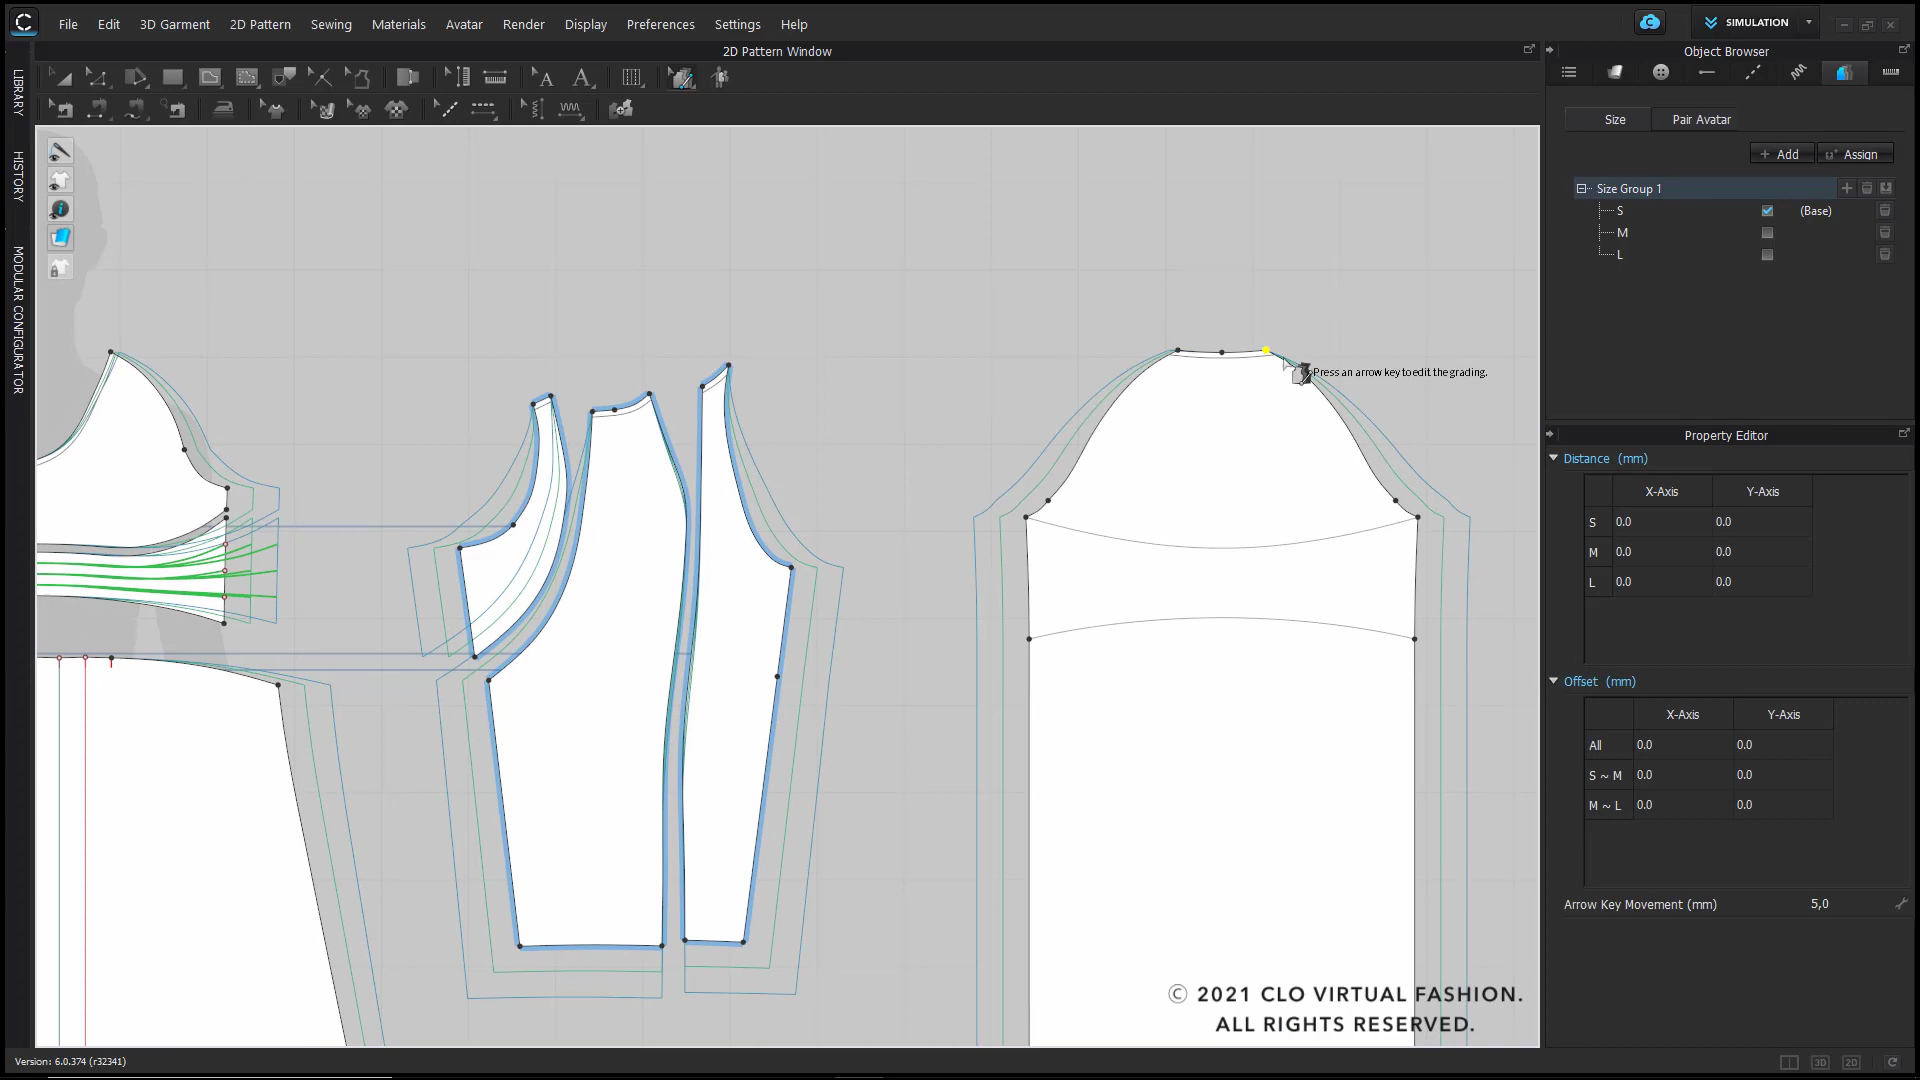 File Edit 3D Garment 2D Pattern Sewing Materials Avatar Render Display Preferences Settings Help SIMULATION
2D Pattern Window
Object Browser
LIBRARY
HISTORY
MODULAR CONFIGURATOR
Size Pair Avatar
+ Add Assign
Size Group 1
S (Base)
M
L
Press an arrow key to edit the grading.
Property Editor
Distance (mm)
X-Axis Y-Axis
S 0.0 0.0
M 0.0 0.0
L 0.0 0.0
Offset (mm)
X-Axis Y-Axis
All 0.0 0.0
S ~ M 0.0 0.0
M ~ L 0.0 0.0
Arrow Key Movement (mm) 5,0
© 2021 CLO VIRTUAL FASHION.
ALL RIGHTS RESERVED.
Version: 6.0.374 (r32341)
3D 2D